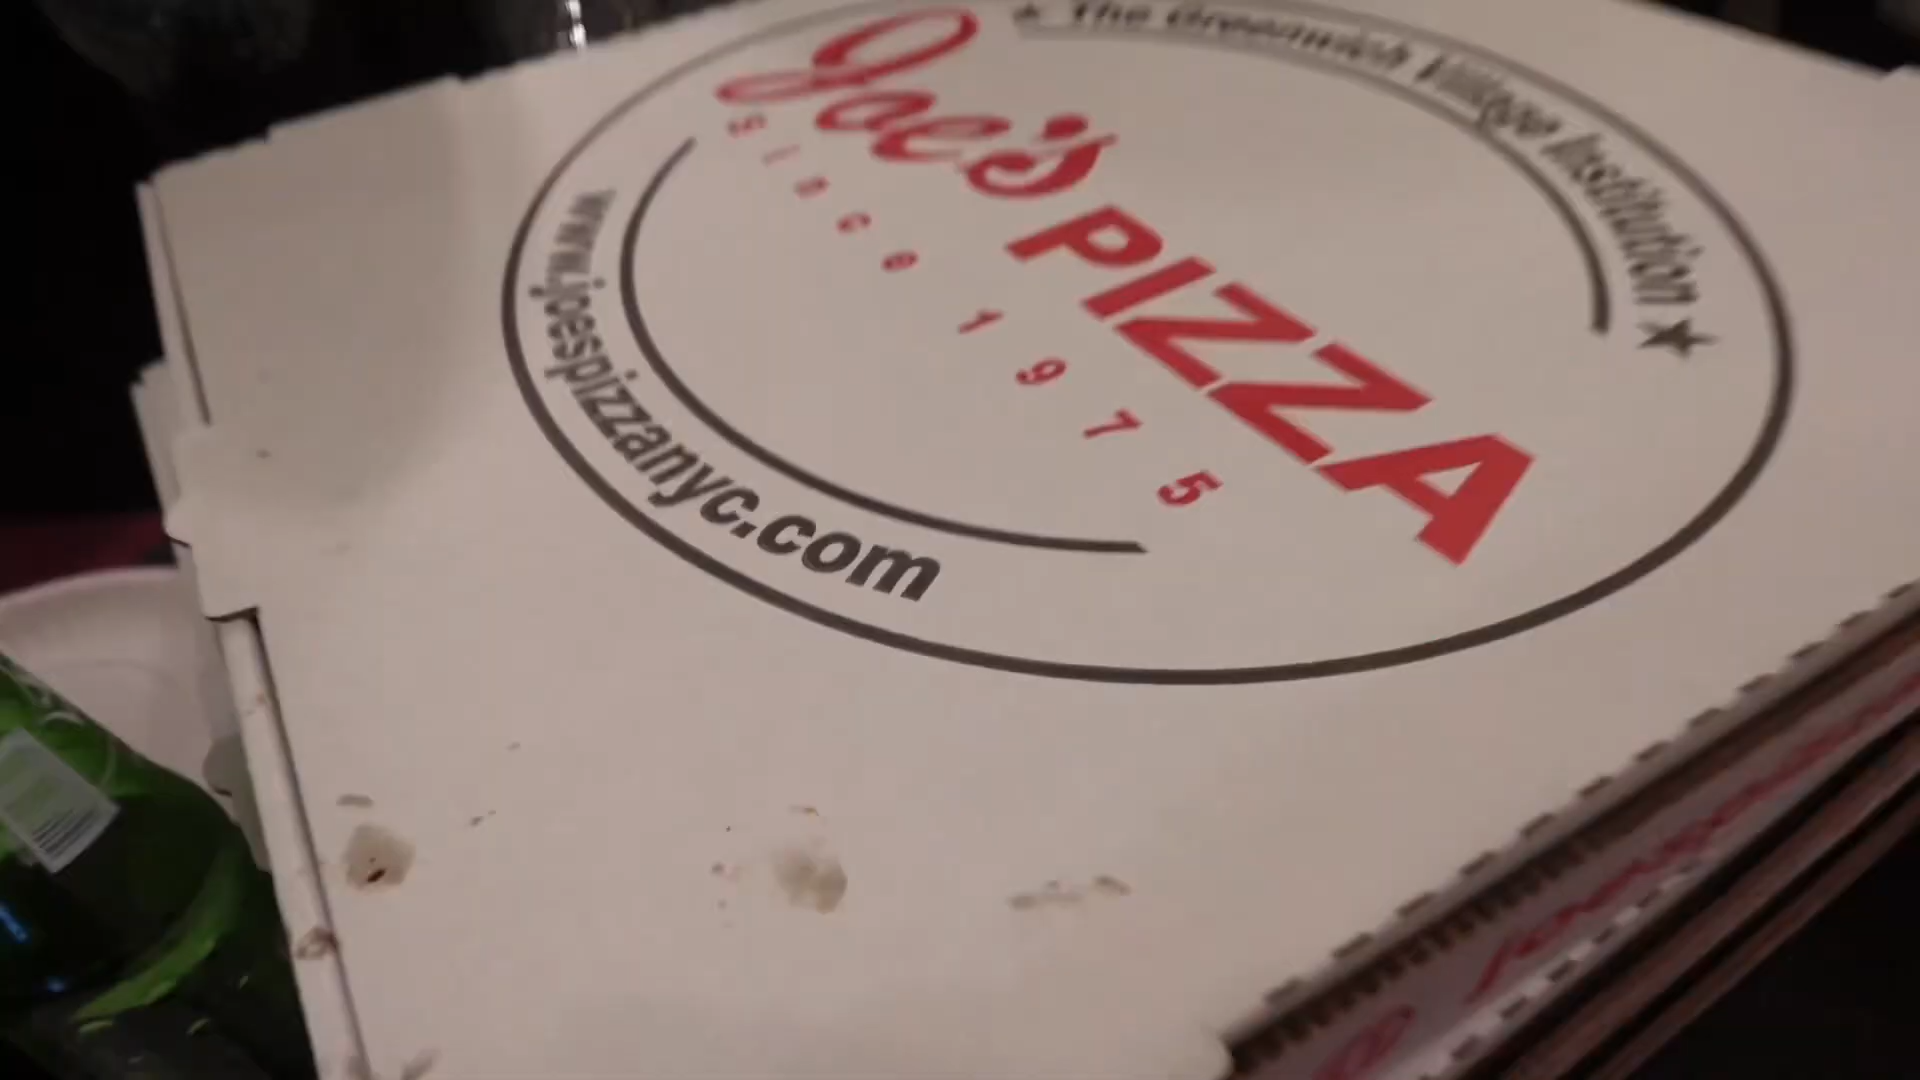 ★ The Greenwich Village Institution ★
Joe's
PIZZA
Since 1975
www.joespizzanyc.com